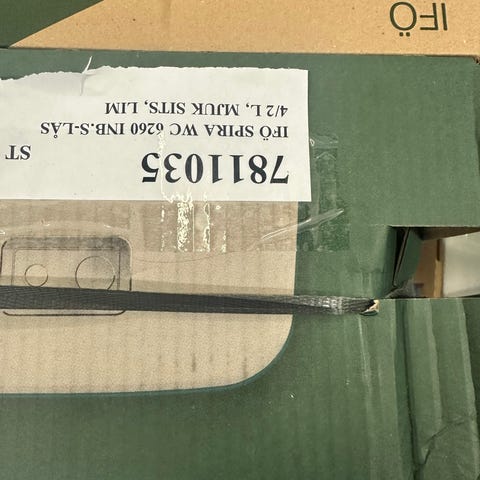 7811035
ST
IFÖ SPIRA WC 6260 INB.S-LÅS
4/2 L, MJUK SITS, LIM
IFÖ